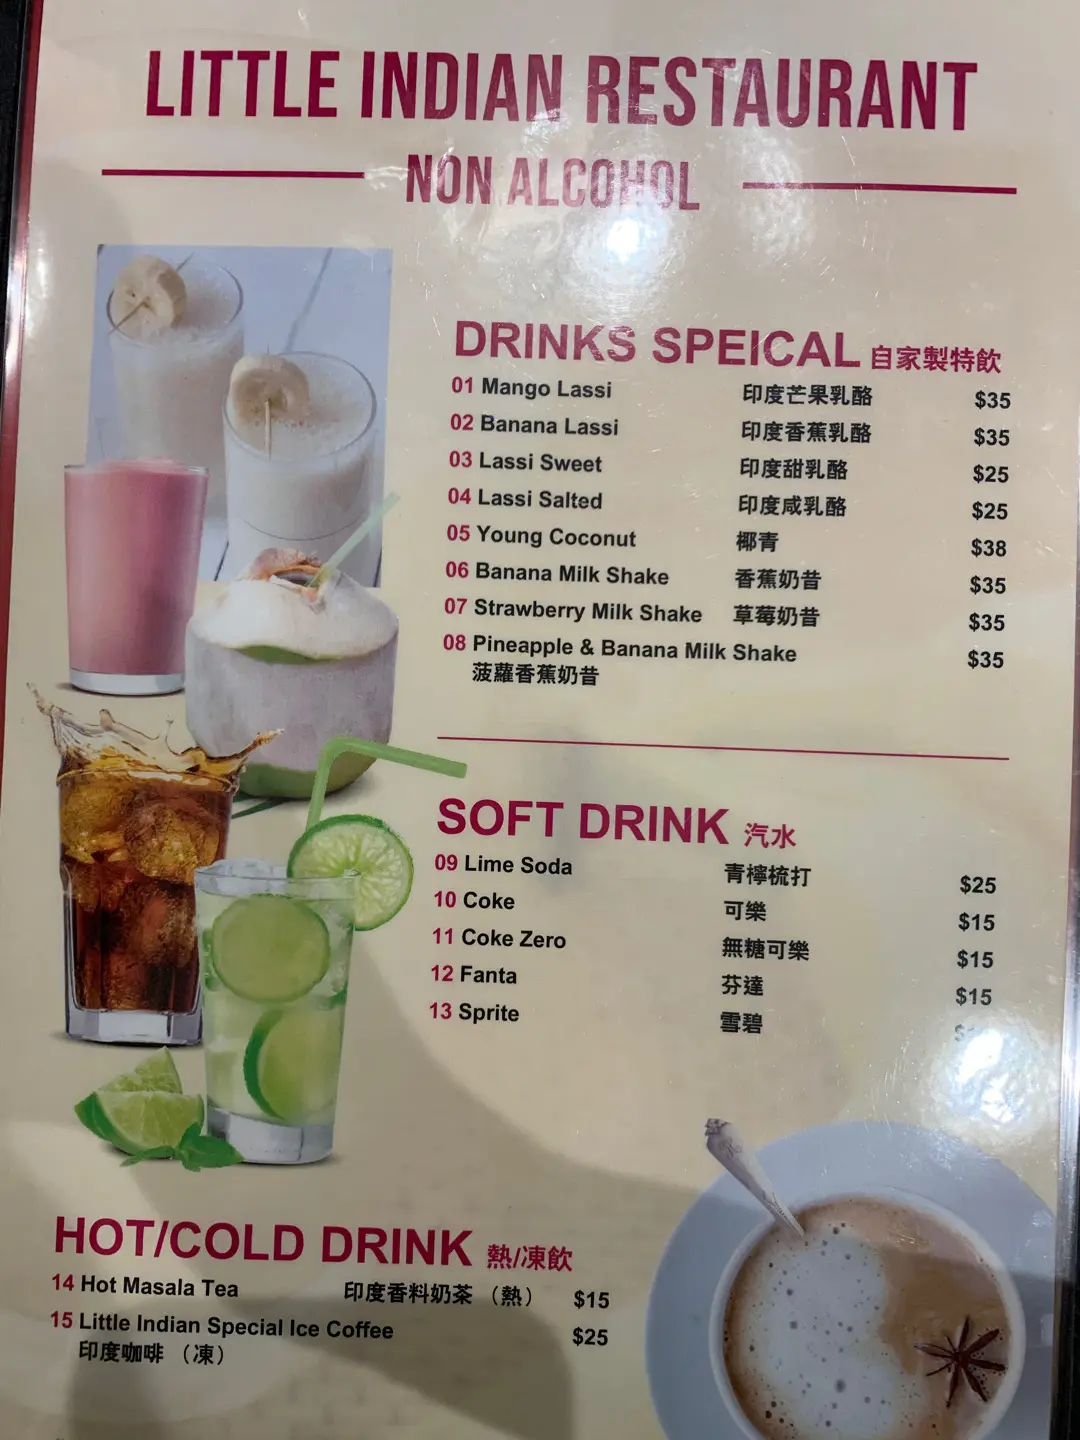 LITTLE INDIAN RESTAURANT
NON ALCOHOL
DRINKS SPEICAL 自家製特飲
01 Mango Lassi 印度芒果乳酪 $35
02 Banana Lassi 印度香蕉乳酪 $35
03 Lassi Sweet 印度甜乳酪 $25
04 Lassi Salted 印度咸乳酪 $25
05 Young Coconut 椰青 $38
06 Banana Milk Shake 香蕉奶昔 $35
07 Strawberry Milk Shake 草莓奶昔 $35
08 Pineapple & Banana Milk Shake $35
菠蘿香蕉奶昔
SOFT DRINK 汽水
09 Lime Soda 青檸梳打 $25
10 Coke 可樂 $15
11 Coke Zero 無糖可樂 $15
12 Fanta 芬達 $15
13 Sprite 雪碧
HOT/COLD DRINK 熱/凍飲
14 Hot Masala Tea 印度香料奶茶 （熱） $15
15 Little Indian Special Ice Coffee $25
印度咖啡 （凍）